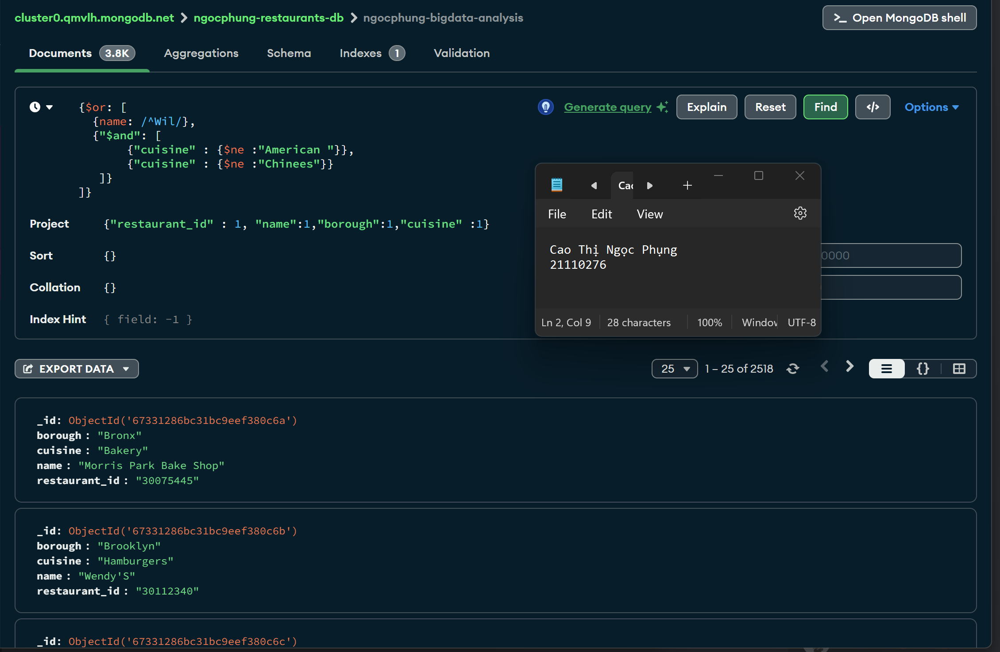 cluster0.qmvlh.mongodb.net > ngocphung-restaurants-db > ngocphung-bigdata-analysis
>_ Open MongoDB shell
Documents 3.8K Aggregations Schema Indexes 1 Validation
{$or: [
{name: /^Wil/},
{"$and": [
{"cuisine" : {$ne :"American "}},
{"cuisine" : {$ne :"Chinees"}}
]}
]}
Generate query Explain Reset Find </> Options
Project {"restaurant_id" : 1, "name":1,"borough":1,"cuisine" :1}
Sort {}
0000
Collation {}
Index Hint { field: -1 }
Cao
File Edit View
Cao Thị Ngọc Phụng
21110276
Ln 2, Col 9 28 characters 100% Window UTF-8
EXPORT DATA 25 1 – 25 of 2518 {}
_id: ObjectId('67331286bc31bc9eef380c6a')
borough : "Bronx"
cuisine : "Bakery"
name : "Morris Park Bake Shop"
restaurant_id : "30075445"
_id: ObjectId('67331286bc31bc9eef380c6b')
borough : "Brooklyn"
cuisine : "Hamburgers"
name : "Wendy'S"
restaurant_id : "30112340"
_id: ObjectId('67331286bc31bc9eef380c6c')